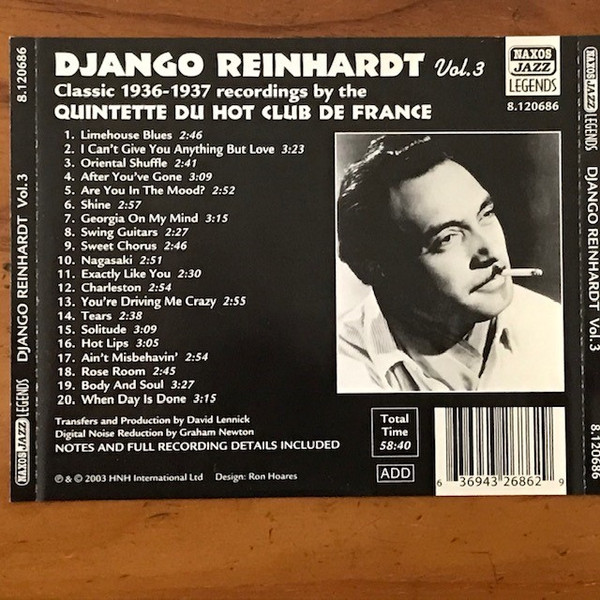 8.120686
DJANGO REINHARDT Vol.3
LEGENDS
NAXOS JAZZ
DJANGO REINHARDT Vol.3
Classic 1936-1937 recordings by the
QUINTETTE DU HOT CLUB DE FRANCE
NAXOS
JAZZ
LEGENDS
8.120686
1. Limehouse Blues 2:46
2. I Can't Give You Anything But Love 3:23
3. Oriental Shuffle 2:41
4. After You've Gone 3:09
5. Are You In The Mood? 2:52
6. Shine 2:57
7. Georgia On My Mind 3:15
8. Swing Guitars 2:27
9. Sweet Chorus 2:46
10. Nagasaki 2:51
11. Exactly Like You 2:30
12. Charleston 2:54
13. You're Driving Me Crazy 2:55
14. Tears 2:38
15. Solitude 3:09
16. Hot Lips 3:05
17. Ain't Misbehavin' 2:54
18. Rose Room 2:45
19. Body And Soul 3:27
20. When Day Is Done 3:15
Transfers and Production by David Lennick
Digital Noise Reduction by Graham Newton
NOTES AND FULL RECORDING DETAILS INCLUDED
℗ & © 2003 HNH International Ltd Design: Ron Hoares
Total
Time
58:40
ADD
6 36943 26862 9
NAXOS JAZZ
LEGENDS
DJANGO REINHARDT Vol.3
8.120686